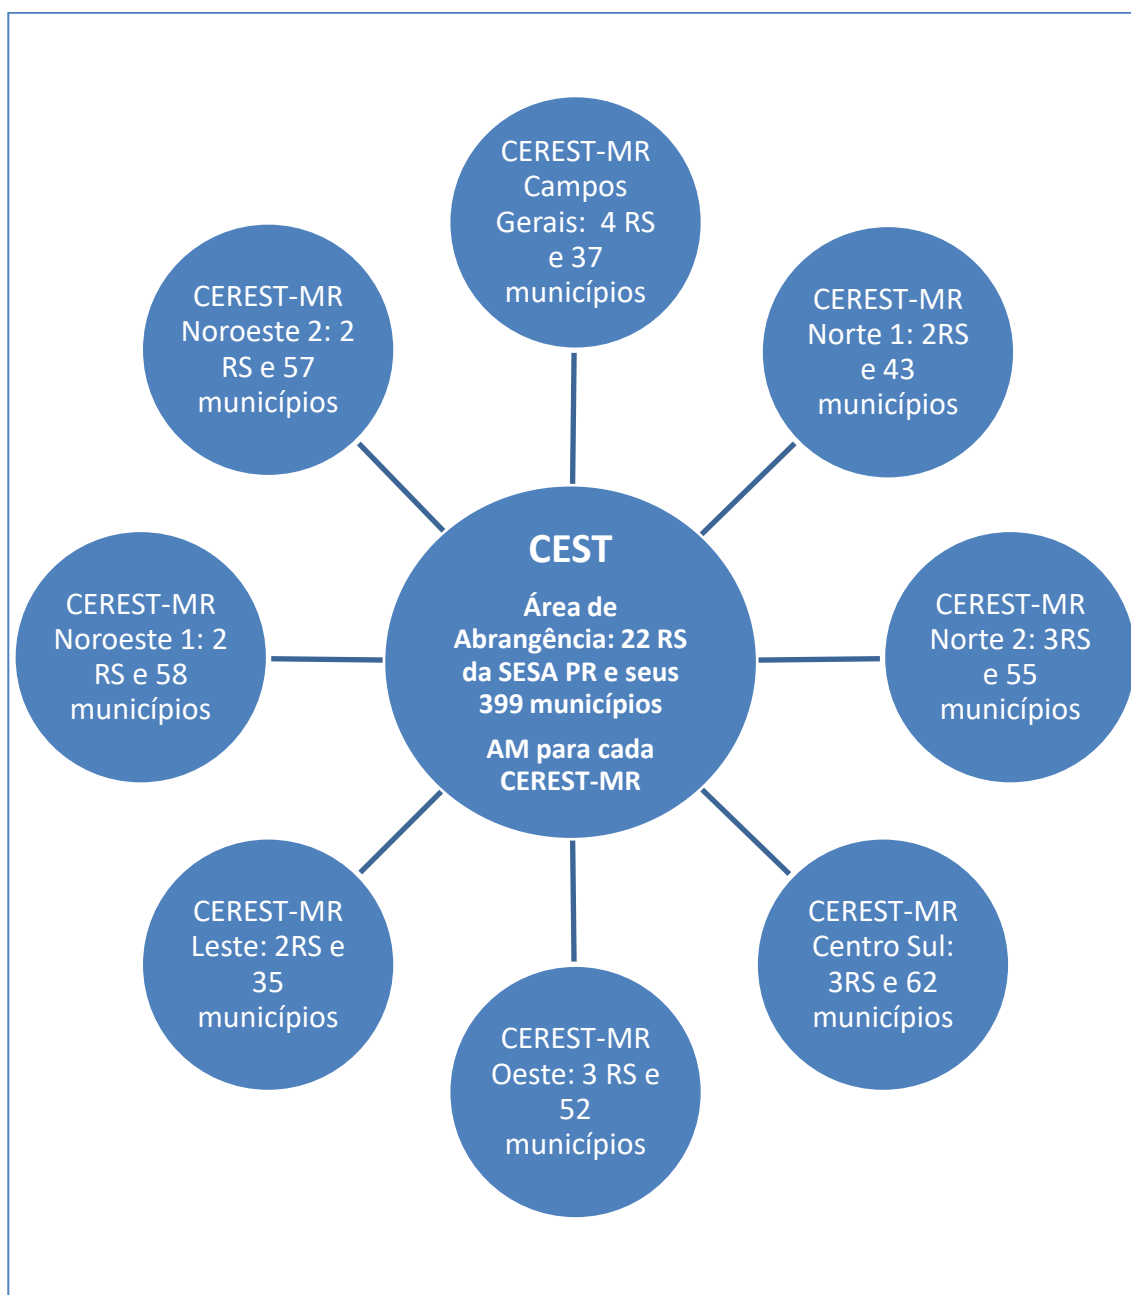 CEREST-MR
Campos
Gerais: 4 RS
e 37
municípios
CEREST-MR
Norte 1: 2RS
e 43
municípios
CEREST-MR
Norte 2: 3RS
e 55
municípios
CEREST-MR
Centro Sul:
3RS e 62
municípios
CEREST-MR
Oeste: 3 RS e
52
municípios
CEREST-MR
Leste: 2RS e
35
municípios
CEREST-MR
Noroeste 1: 2
RS e 58
municípios
CEREST-MR
Noroeste 2: 2
RS e 57
municípios
CEST
Área de
Abrangência: 22 RS
da SESA PR e seus
399 municípios
AM para cada
CEREST-MR